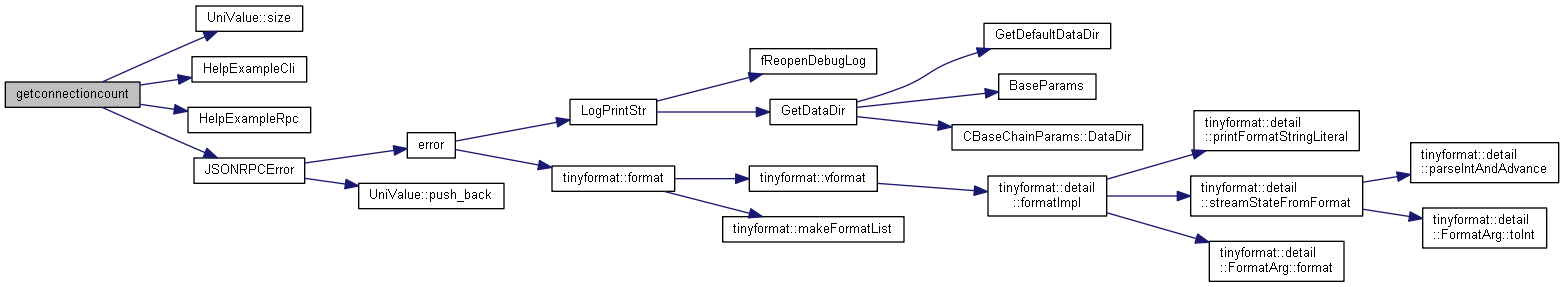 UniValue::size
HelpExampleCli
getconnectioncount
HelpExampleRpc
JSONRPCError
error
UniValue::push_back
LogPrintStr
tinyformat::format
fReopenDebugLog
GetDataDir
tinyformat::vformat
tinyformat::makeFormatList
GetDefaultDataDir
BaseParams
CBaseChainParams::DataDir
tinyformat::detail
::formatImpl
tinyformat::detail
::printFormatStringLiteral
tinyformat::detail
::streamStateFromFormat
tinyformat::detail
::FormatArg::format
tinyformat::detail
::parseIntAndAdvance
tinyformat::detail
::FormatArg::toInt